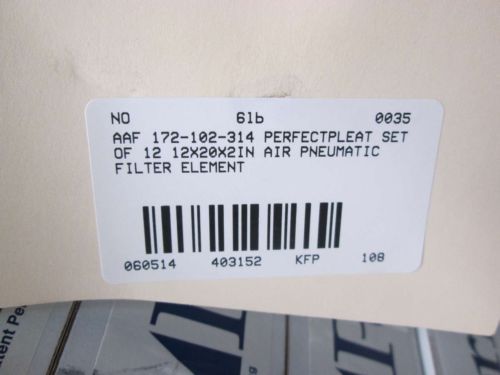 NO 6lb 0035
AAF 172-102-314 PERFECTPLEAT SET
OF 12 12X20X2IN AIR PNEUMATIC
FILTER ELEMENT
060514 403152 KFP 108